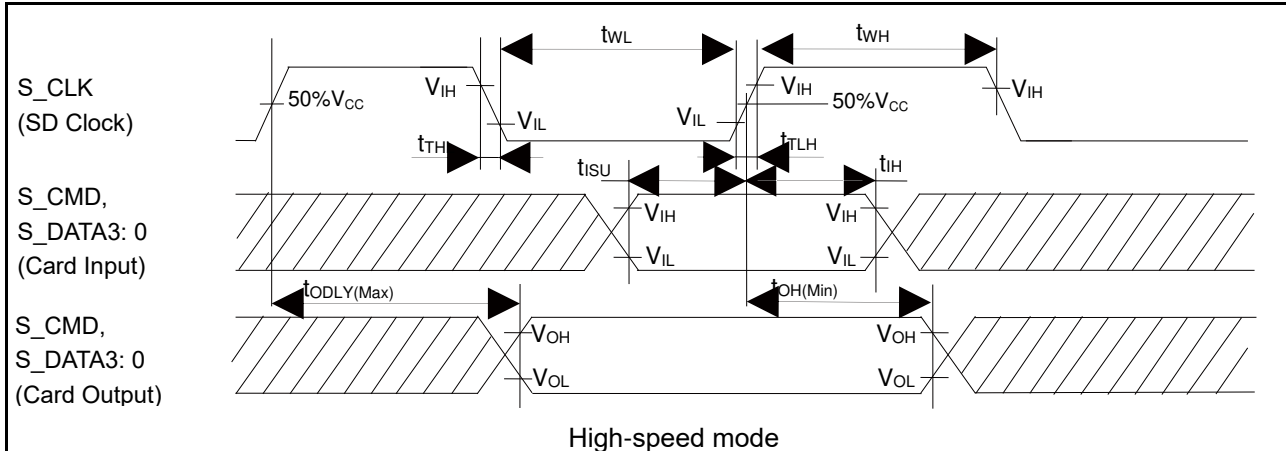 tWL
tWH
S_CLK
(SD Clock)
50%VCC
VIH
VIL
VIL
VIH
50%VCC
VIH
tTH
tTLH
tISU
tIH
S_CMD,
S_DATA3: 0
(Card Input)
VIH
VIL
VIH
VIL
tODLY(Max)
tOH(Min)
S_CMD,
S_DATA3: 0
(Card Output)
VOH
VOL
VOH
VOL
High-speed mode